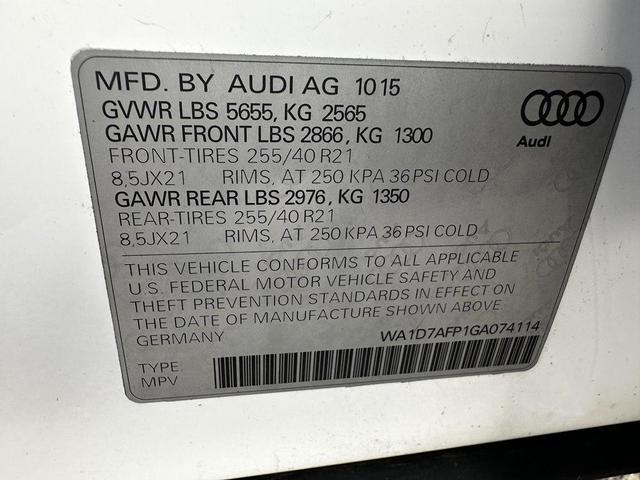 MFD. BY AUDI AG 1015
GVWR LBS 5655, KG 2565
GAWR FRONT LBS 2866, KG 1300
FRONT-TIRES 255/40 R21
8,5JX21 RIMS, AT 250 KPA 36 PSI COLD
GAWR REAR LBS 2976, KG 1350
REAR-TIRES 255/40 R21
8,5JX21 RIMS, AT 250 KPA 36 PSI COLD
Audi
THIS VEHICLE CONFORMS TO ALL APPLICABLE
U.S. FEDERAL MOTOR VEHICLE SAFETY AND
THEFT PREVENTION STANDARDS IN EFFECT ON
THE DATE OF MANUFACTURE SHOWN ABOVE.
GERMANY
WA1D7AFP1GA074114
TYPE
MPV